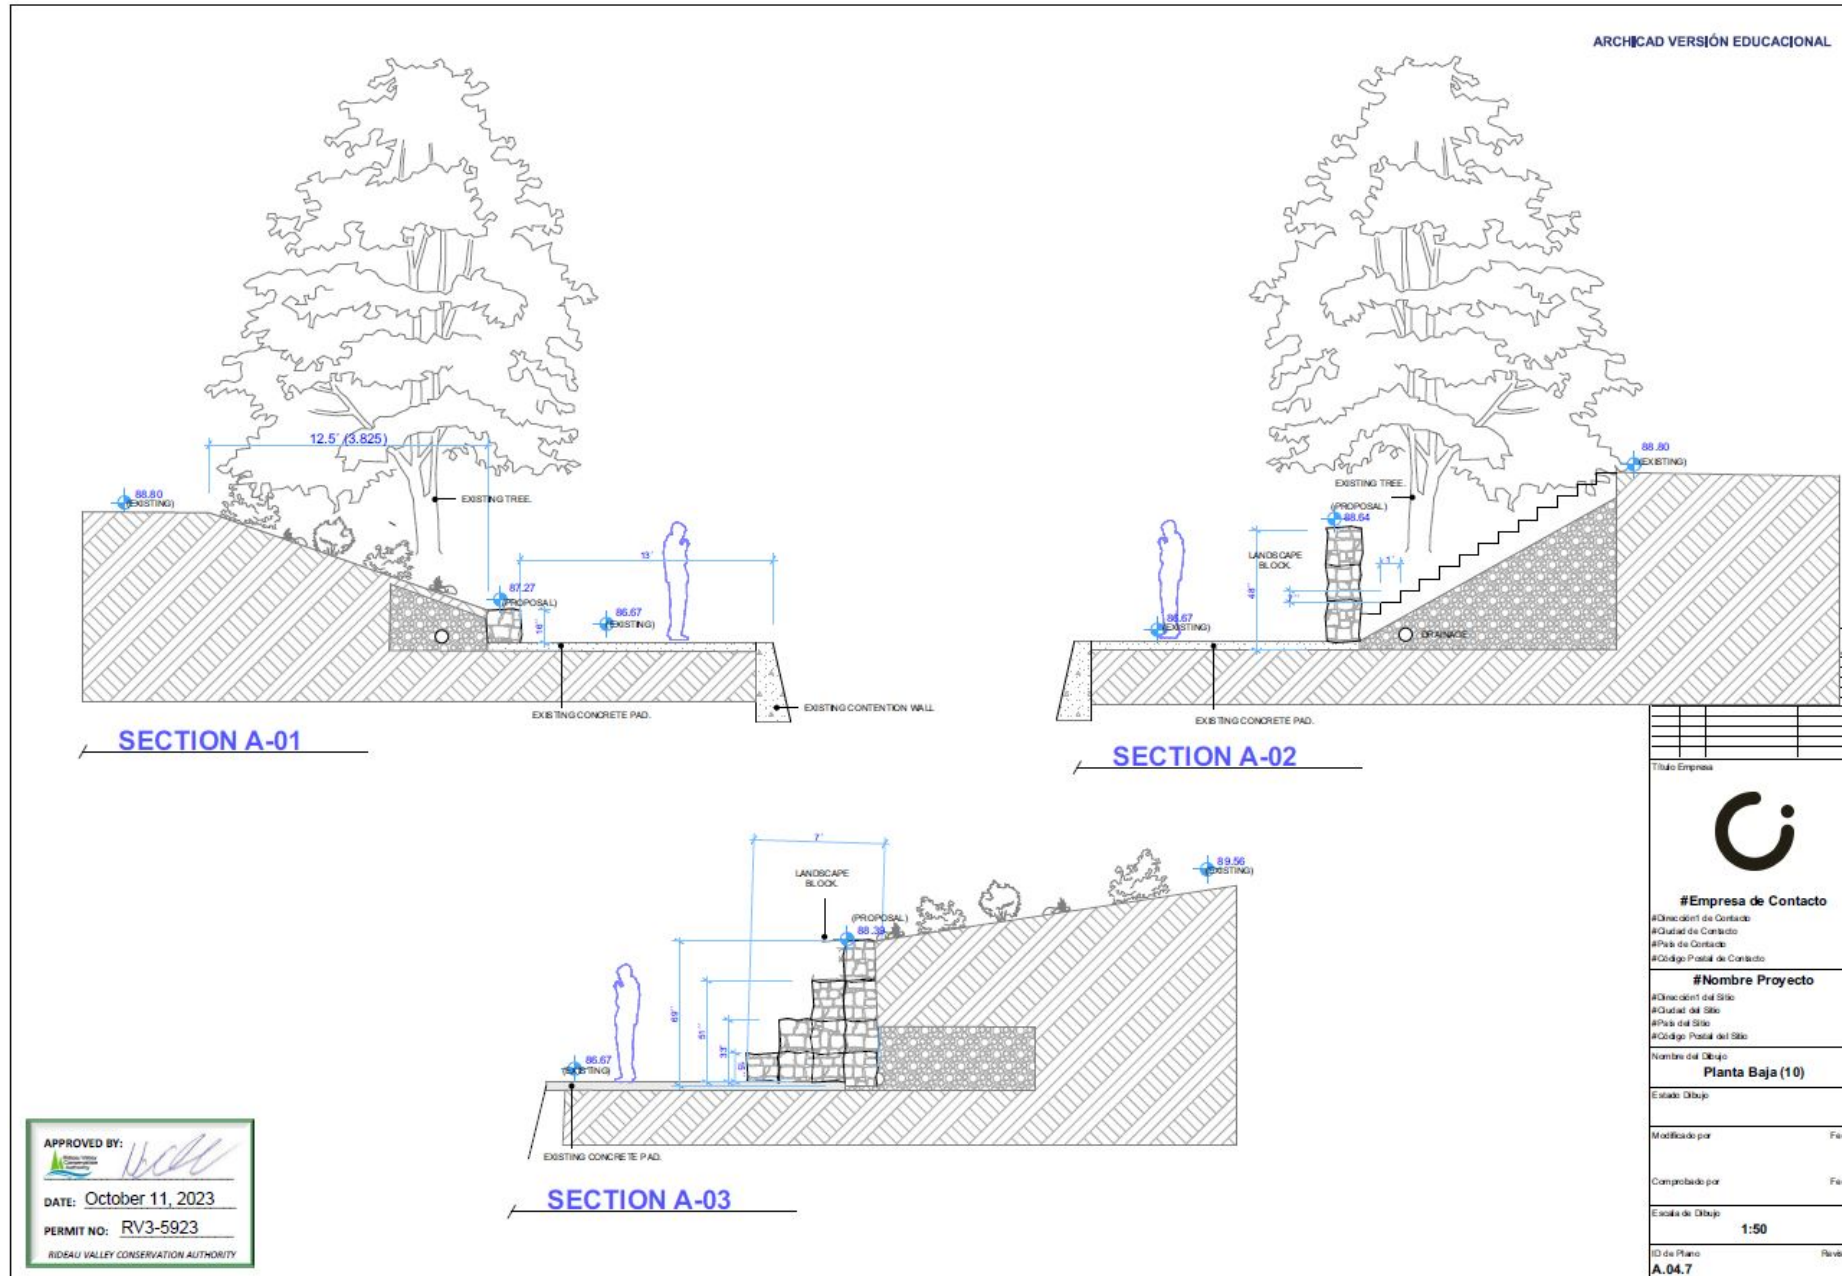 ARCHICAD VERSIÓN EDUCACIONAL
12.5´ (3.825)
88.80
(EXISTING)
EXISTING TREE.
13´
87.27
(PROPOSAL)
16"
86.67
(EXISTING)
EXISTING CONCRETE PAD.
EXISTING CONTENTION WALL
SECTION A-01
88.80
(EXISTING)
EXISTING TREE.
(PROPOSAL)
88.64
LANDSCAPE
BLOCK.
1´
48"
86.67
(EXISTING)
DRAINAGE
EXISTING CONCRETE PAD.
SECTION A-02
7´
LANDSCAPE
BLOCK.
(PROPOSAL)
88.39
89.56
(EXISTING)
69"
51"
33"
86.67
(EXISTING)
EXISTING CONCRETE PAD.
SECTION A-03
APPROVED BY:
Rideau Valley
Conservation
Authority
DATE: October 11, 2023
PERMIT NO: RV3-5923
RIDEAU VALLEY CONSERVATION AUTHORITY
Título Empresa
#Empresa de Contacto
#Dirección1 de Contacto
#Ciudad de Contacto
#País de Contacto
#Código Postal de Contacto
#Nombre Proyecto
#Dirección1 del Sitio
#Ciudad del Sitio
#País del Sitio
#Código Postal del Sitio
Nombre del Dibujo
Planta Baja (10)
Estado Dibujo
Modificado por
Comprobado por
Escala de Dibujo
1:50
ID de Plano
A.04.7